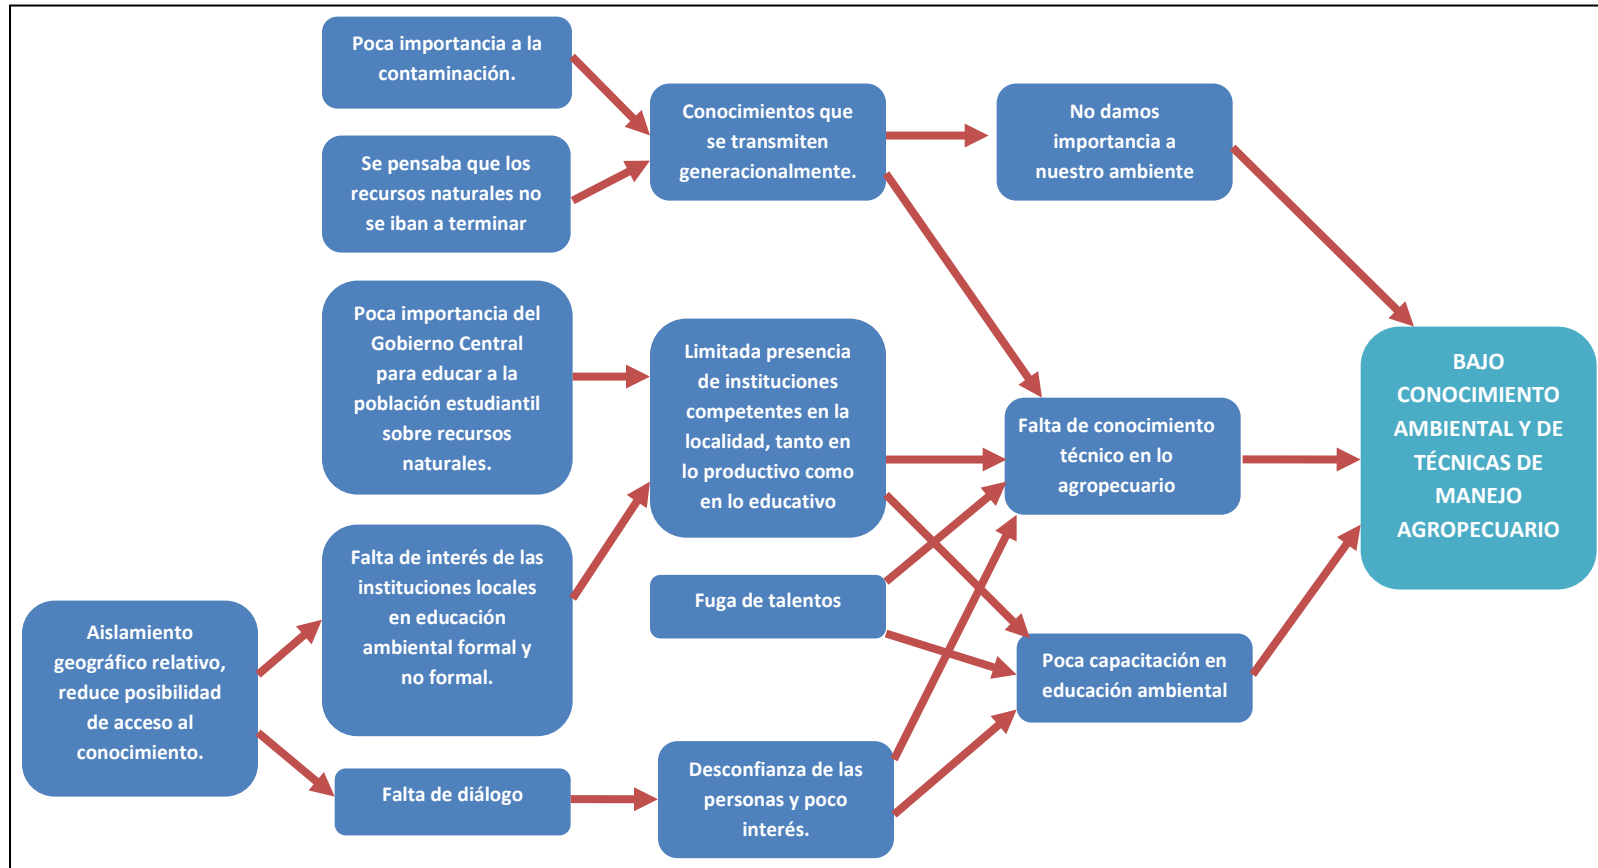 Poca importancia a la
contaminación.
Se pensaba que los
recursos naturales no
se iban a terminar
Poca importancia del
Gobierno Central
para educar a la
población estudiantil
sobre recursos
naturales.
Falta de interés de las
instituciones locales
en educación
ambiental formal y
no formal.
Aislamiento
geográfico relativo,
reduce posibilidad
de acceso al
conocimiento.
Falta de diálogo
Conocimientos que
se transmiten
generacionalmente.
Limitada presencia
de instituciones
competentes en la
localidad, tanto en
lo productivo como
en lo educativo
Fuga de talentos
Desconfianza de las
personas y poco
interés.
No damos
importancia a
nuestro ambiente
Falta de conocimiento
técnico en lo
agropecuario
Poca capacitación en
educación ambiental
BAJO
CONOCIMIENTO
AMBIENTAL Y DE
TÉCNICAS DE
MANEJO
AGROPECUARIO